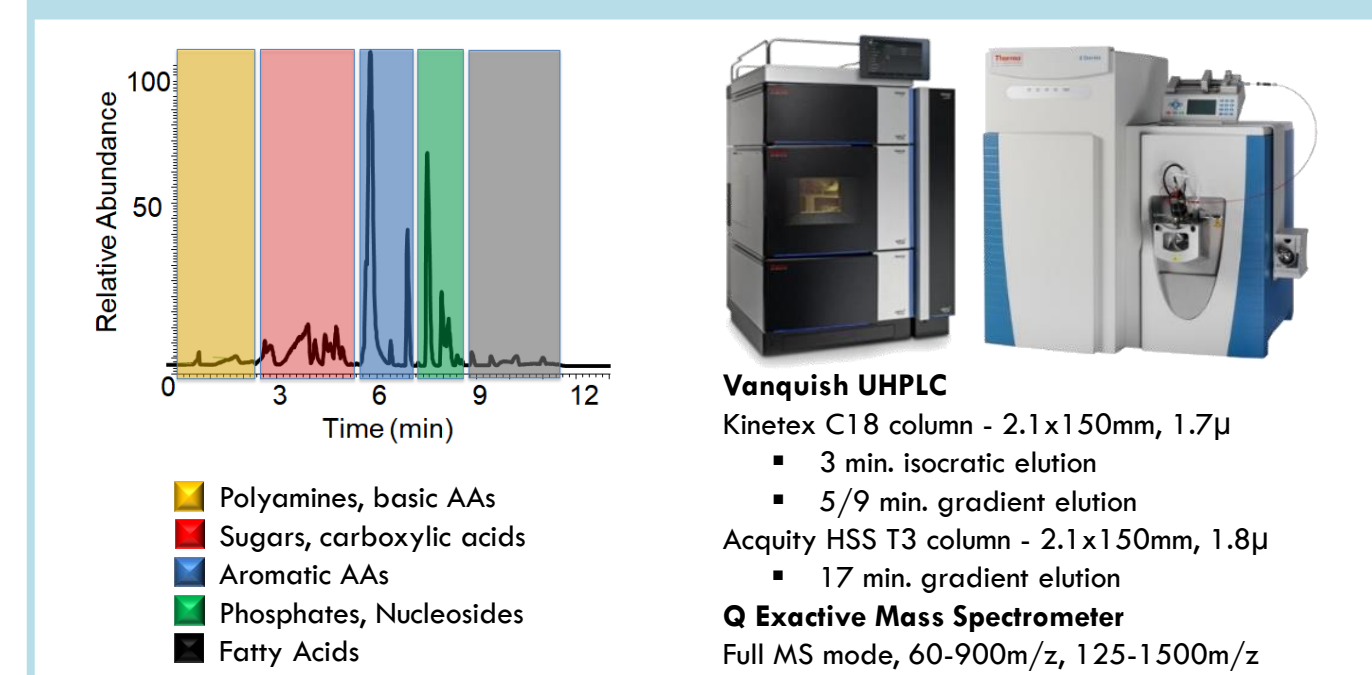 100
50
Relative Abundance
0
3
6
9
12
Time (min)
Polyamines, basic AAs
Sugars, carboxylic acids
Aromatic AAs
Phosphates, Nucleosides
Fatty Acids
Thermo
Vanquish UHPLC
Kinetex C18 column - 2.1x150mm, 1.7µ
▪ 3 min. isocratic elution
▪ 5/9 min. gradient elution
Acquity HSS T3 column - 2.1x150mm, 1.8µ
▪ 17 min. gradient elution
Q Exactive Mass Spectrometer
Full MS mode, 60-900m/z, 125-1500m/z